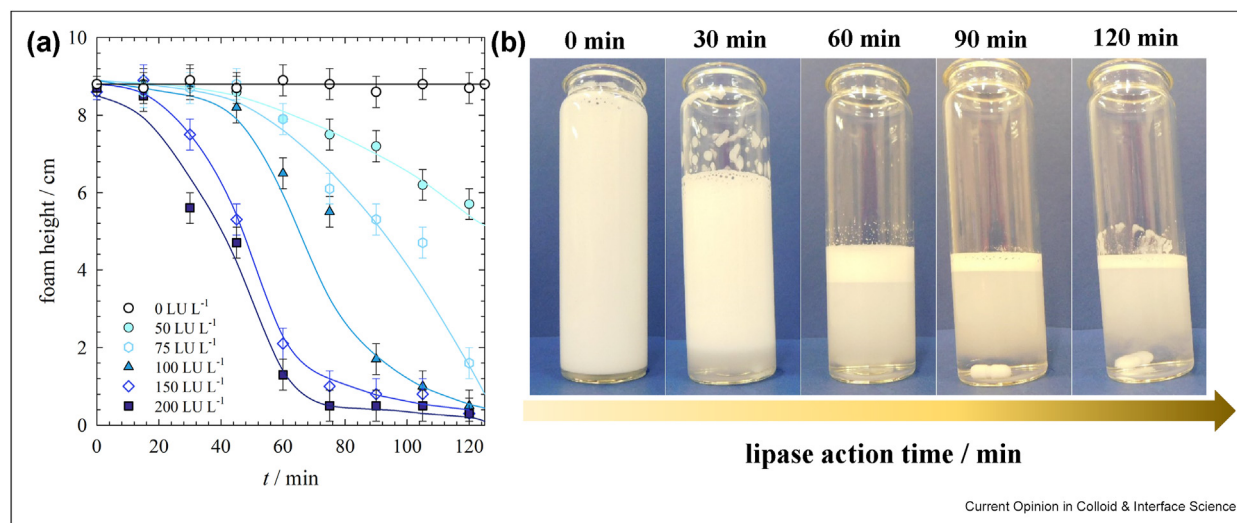 (a)
10
8
6
4
2
0
foam height / cm
0 LU L⁻¹
50 LU L⁻¹
75 LU L⁻¹
100 LU L⁻¹
150 LU L⁻¹
200 LU L⁻¹
0 20 40 60 80 100 120
t / min
(b)
0 min 30 min 60 min 90 min 120 min
lipase action time / min
Current Opinion in Colloid & Interface Science